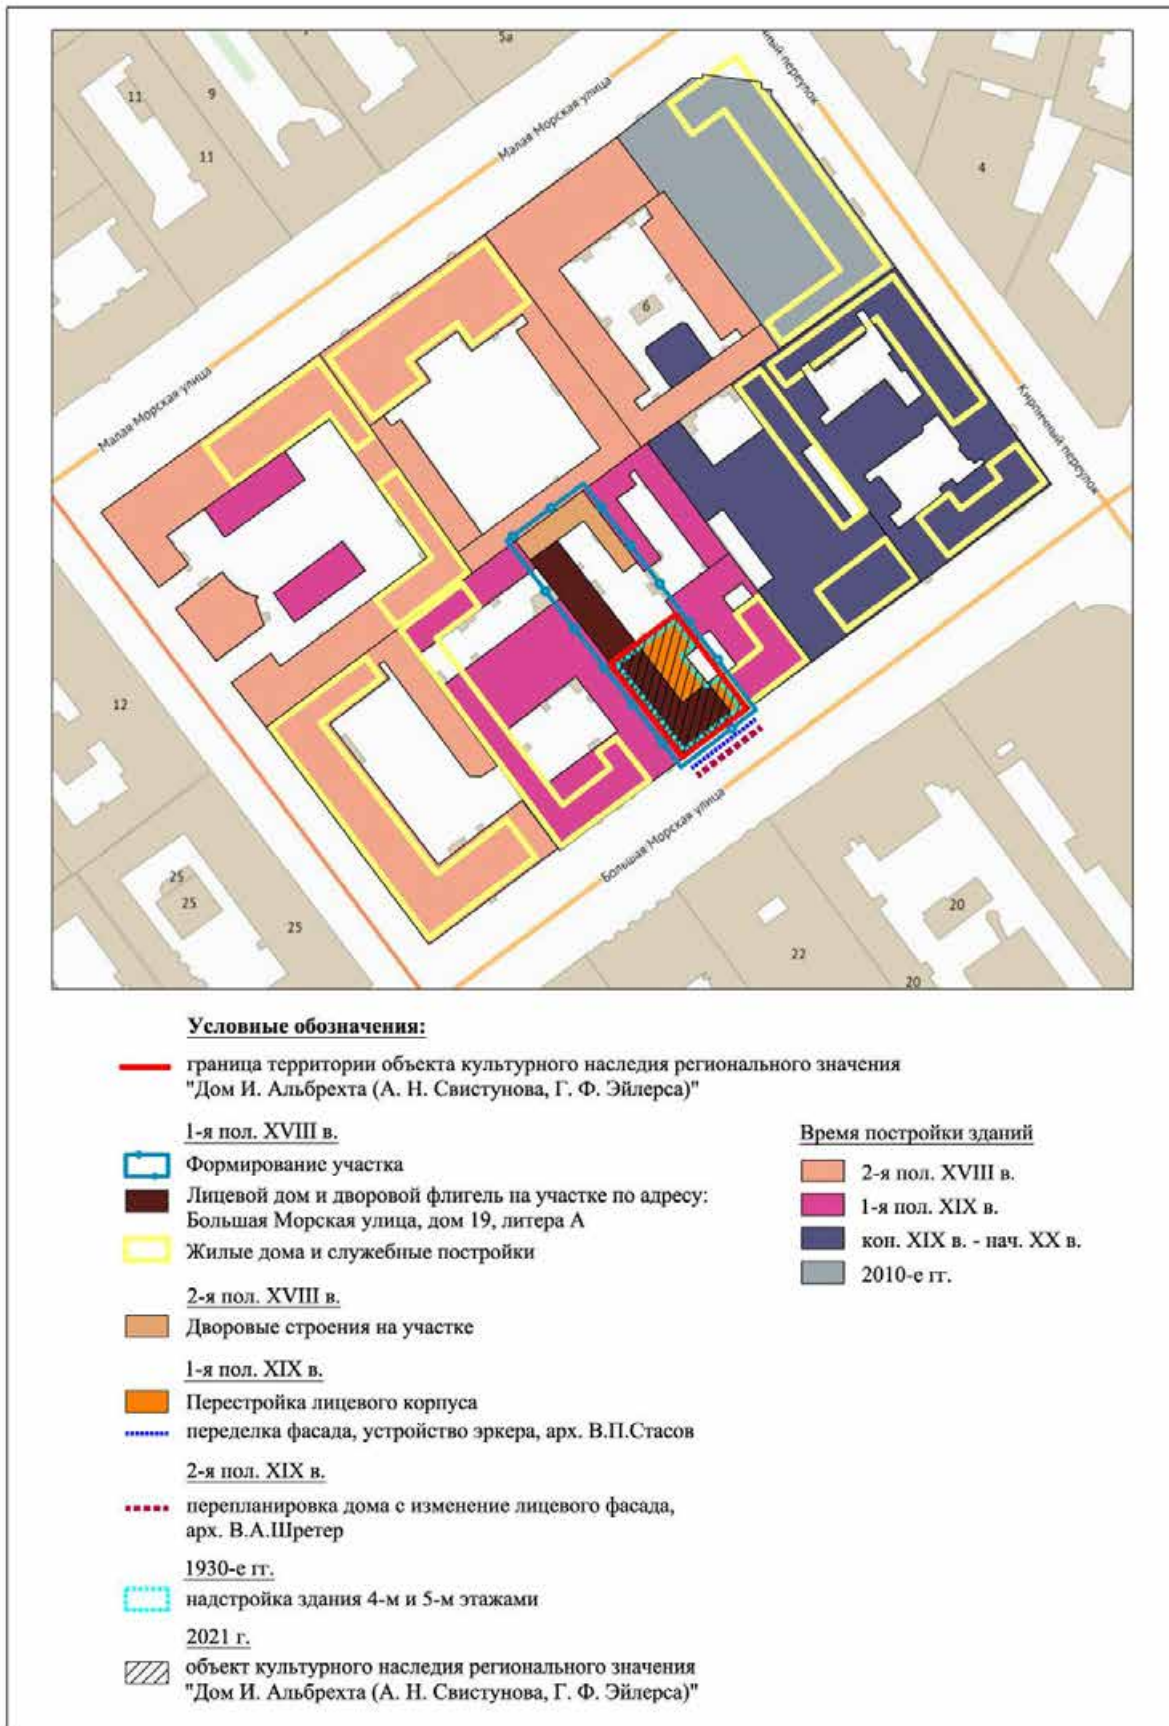 5а
11
9
11
Малая Морская улица
ный переулок
4
6
Малая Морская улица
Кирпичный переулок
12
Большая Морская улица
25
25
25
20
22
20
Условные обозначения:
граница территории объекта культурного наследия регионального значения
"Дом И. Альбрехта (А. Н. Свистунова, Г. Ф. Эйлерса)"
1-я пол. XVIII в.
Формирование участка
Лицевой дом и дворовой флигель на участке по адресу:
Большая Морская улица, дом 19, литера А
Жилые дома и служебные постройки
2-я пол. XVIII в.
Дворовые строения на участке
1-я пол. XIX в.
Перестройка лицевого корпуса
переделка фасада, устройство эркера, арх. В.П.Стасов
2-я пол. XIX в.
перепланировка дома с изменение лицевого фасада,
арх. В.А.Шретер
1930-е гг.
надстройка здания 4-м и 5-м этажами
2021 г.
объект культурного наследия регионального значения
"Дом И. Альбрехта (А. Н. Свистунова, Г. Ф. Эйлерса)"
Время постройки зданий
2-я пол. XVIII в.
1-я пол. XIX в.
кон. XIX в. - нач. XX в.
2010-е гг.